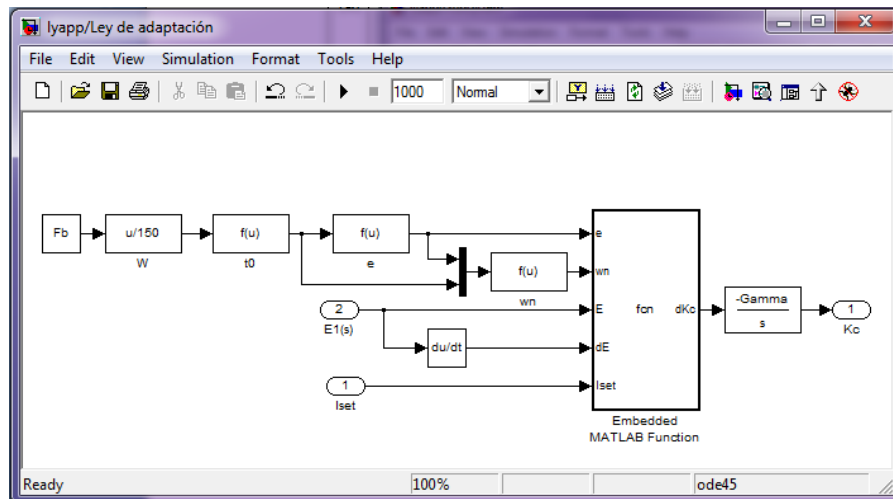 lyapp/Ley de adaptación
File Edit View Simulation Format Tools Help
1000 Normal
Fb
u/150
W
f(u)
t0
f(u)
e
f(u)
wn
2
E1(s)
du/dt
1
Iset
e
wn
E fcn dKc
dE
Iset
Embedded
MATLAB Function
-Gamma
s
1
Kc
Ready 100% ode45